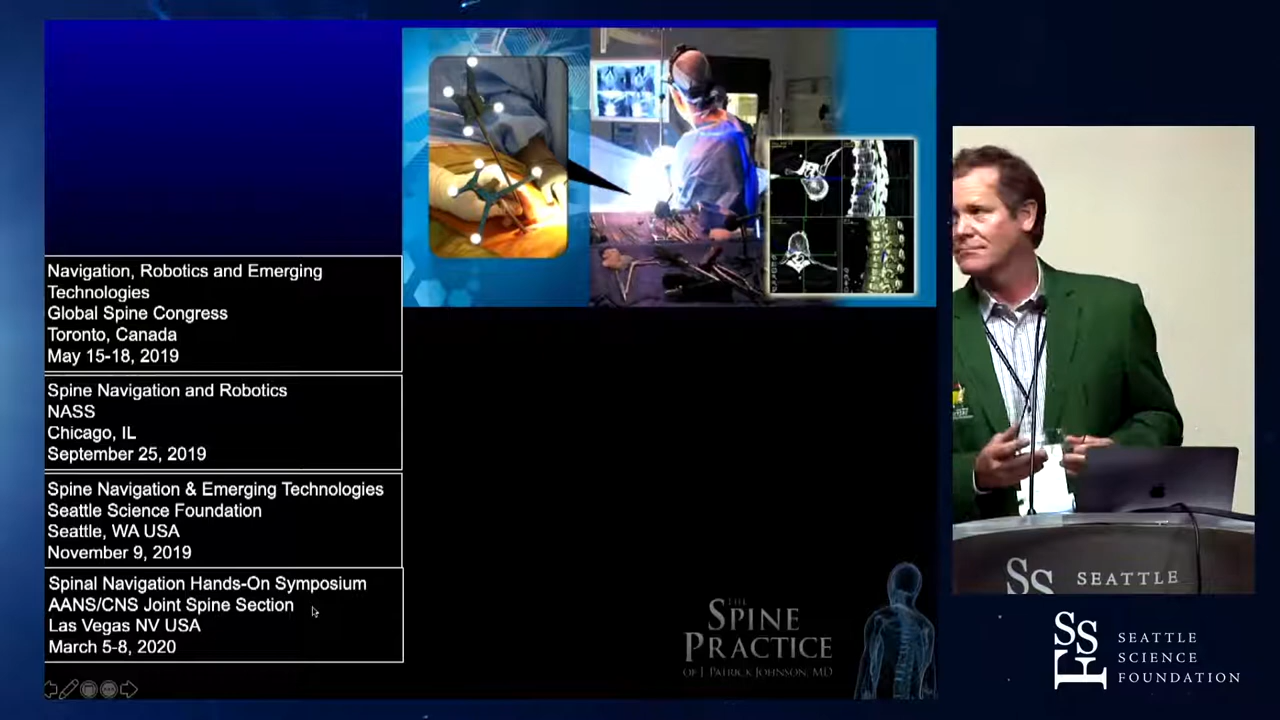 Navigation, Robotics and Emerging
Technologies
Global Spine Congress
Toronto, Canada
May 15-18, 2019
Spine Navigation and Robotics
NASS
Chicago, IL
September 25, 2019
Spine Navigation & Emerging Technologies
Seattle Science Foundation
Seattle, WA USA
November 9, 2019
Spinal Navigation Hands-On Symposium
AANS/CNS Joint Spine Section
Las Vegas NV USA
March 5-8, 2020
THE
SPINE
PRACTICE
OF J. PATRICK JOHNSON, MD
SS SEATTLE
SSF
SEATTLE
SCIENCE
FOUNDATION